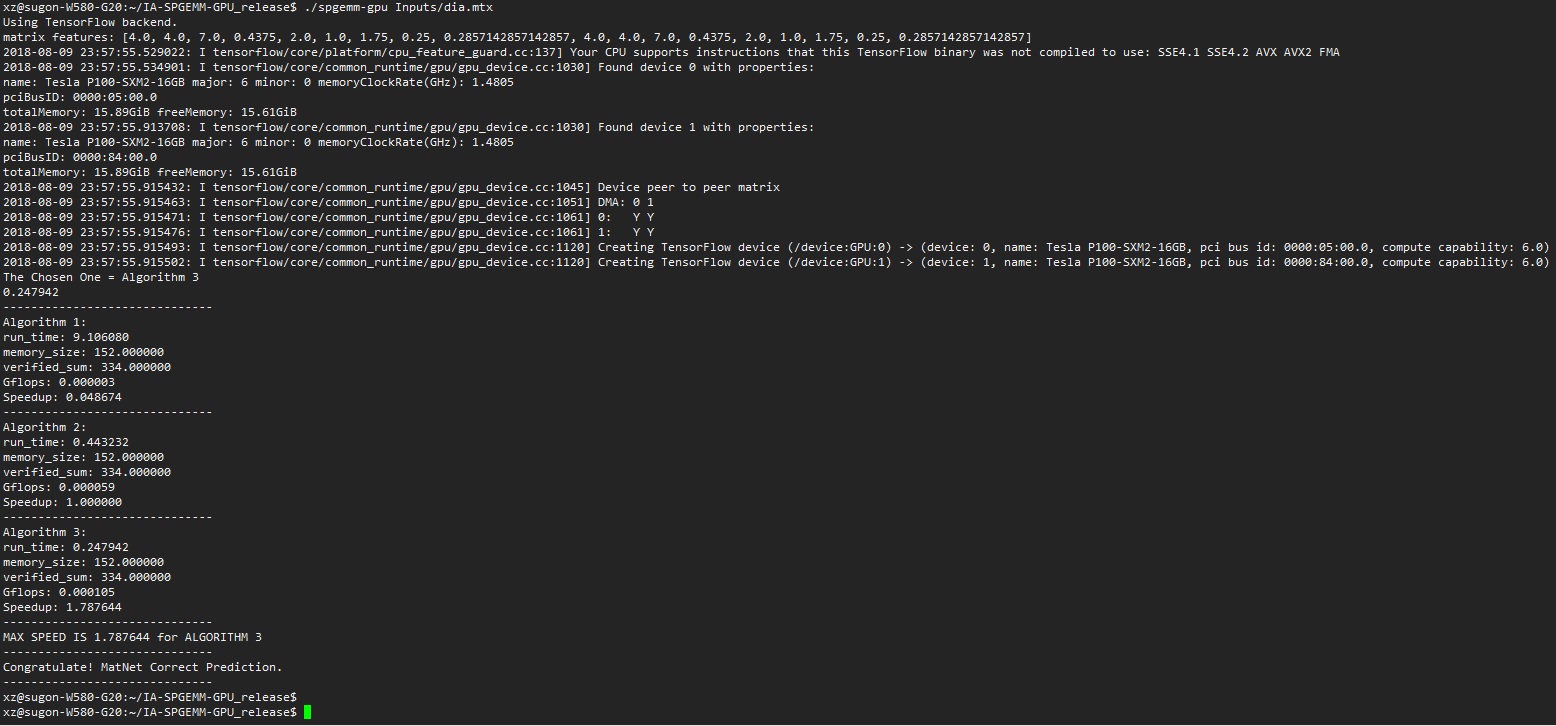 xz@sugon-W580-G20:~/IA-SPGEMM-GPU_release$ ./spgemm-gpu Inputs/dia.mtx
Using TensorFlow backend.
matrix features: [4.0, 4.0, 7.0, 0.4375, 2.0, 1.0, 1.75, 0.25, 0.2857142857142857, 4.0, 4.0, 7.0, 0.4375, 2.0, 1.0, 1.75, 0.25, 0.2857142857142857]
2018-08-09 23:57:55.529022: I tensorflow/core/platform/cpu_feature_guard.cc:137] Your CPU supports instructions that this TensorFlow binary was not compiled to use: SSE4.1 SSE4.2 AVX AVX2 FMA
2018-08-09 23:57:55.534901: I tensorflow/core/common_runtime/gpu/gpu_device.cc:1030] Found device 0 with properties:
name: Tesla P100-SXM2-16GB major: 6 minor: 0 memoryClockRate(GHz): 1.4805
pciBusID: 0000:05:00.0
totalMemory: 15.89GiB freeMemory: 15.61GiB
2018-08-09 23:57:55.913708: I tensorflow/core/common_runtime/gpu/gpu_device.cc:1030] Found device 1 with properties:
name: Tesla P100-SXM2-16GB major: 6 minor: 0 memoryClockRate(GHz): 1.4805
pciBusID: 0000:84:00.0
totalMemory: 15.89GiB freeMemory: 15.61GiB
2018-08-09 23:57:55.915432: I tensorflow/core/common_runtime/gpu/gpu_device.cc:1045] Device peer to peer matrix
2018-08-09 23:57:55.915463: I tensorflow/core/common_runtime/gpu/gpu_device.cc:1051] DMA: 0 1
2018-08-09 23:57:55.915471: I tensorflow/core/common_runtime/gpu/gpu_device.cc:1061] 0:   Y Y
2018-08-09 23:57:55.915476: I tensorflow/core/common_runtime/gpu/gpu_device.cc:1061] 1:   Y Y
2018-08-09 23:57:55.915493: I tensorflow/core/common_runtime/gpu/gpu_device.cc:1120] Creating TensorFlow device (/device:GPU:0) -> (device: 0, name: Tesla P100-SXM2-16GB, pci bus id: 0000:05:00.0, compute capability: 6.0)
2018-08-09 23:57:55.915502: I tensorflow/core/common_runtime/gpu/gpu_device.cc:1120] Creating TensorFlow device (/device:GPU:1) -> (device: 1, name: Tesla P100-SXM2-16GB, pci bus id: 0000:84:00.0, compute capability: 6.0)
The Chosen One = Algorithm 3
0.247942
------------------------------
Algorithm 1:
run_time: 9.106080
memory_size: 152.000000
verified_sum: 334.000000
Gflops: 0.000003
Speedup: 0.048674
------------------------------
Algorithm 2:
run_time: 0.443232
memory_size: 152.000000
verified_sum: 334.000000
Gflops: 0.000059
Speedup: 1.000000
------------------------------
Algorithm 3:
run_time: 0.247942
memory_size: 152.000000
verified_sum: 334.000000
Gflops: 0.000105
Speedup: 1.787644
------------------------------
MAX SPEED IS 1.787644 for ALGORITHM 3
------------------------------
Congratulate! MatNet Correct Prediction.
------------------------------
xz@sugon-W580-G20:~/IA-SPGEMM-GPU_release$
xz@sugon-W580-G20:~/IA-SPGEMM-GPU_release$